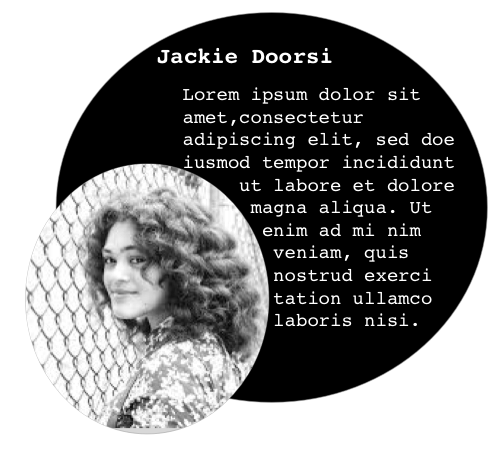 Jackie Doorsi
Lorem ipsum dolor sit
amet,consectetur
adipiscing elit, sed doe
iusmod tempor incididunt
ut labore et dolore
magna aliqua. Ut
enim ad mi nim
veniam, quis
nostrud exerci
tation ullamco
laboris nisi.